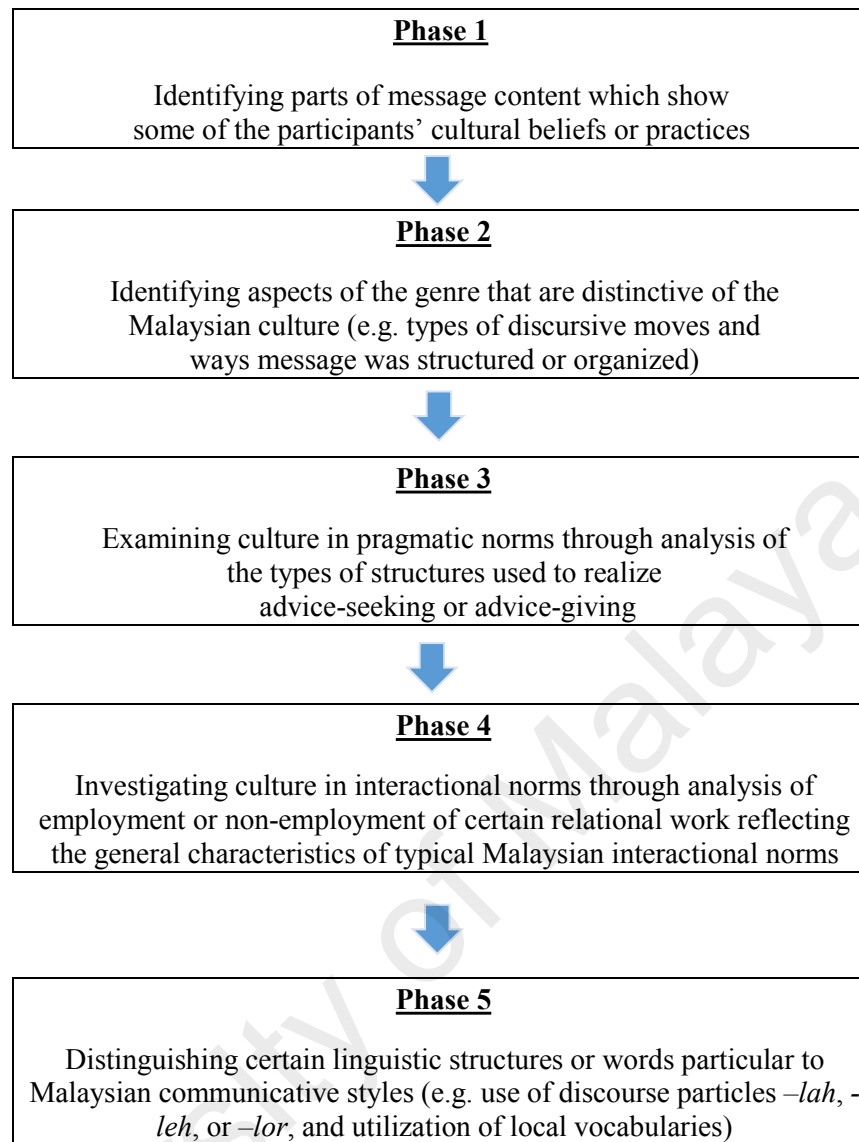 Phase 1
Identifying parts of message content which show
some of the participants’ cultural beliefs or practices
Phase 2
Identifying aspects of the genre that are distinctive of the
Malaysian culture (e.g. types of discursive moves and
ways message was structured or organized)
Phase 3
Examining culture in pragmatic norms through analysis of
the types of structures used to realize
advice-seeking or advice-giving
Phase 4
Investigating culture in interactional norms through analysis of
employment or non-employment of certain relational work reflecting
the general characteristics of typical Malaysian interactional norms
Phase 5
Distinguishing certain linguistic structures or words particular to
Malaysian communicative styles (e.g. use of discourse particles –lah, -
leh, or –lor, and utilization of local vocabularies)
sity of Malaya